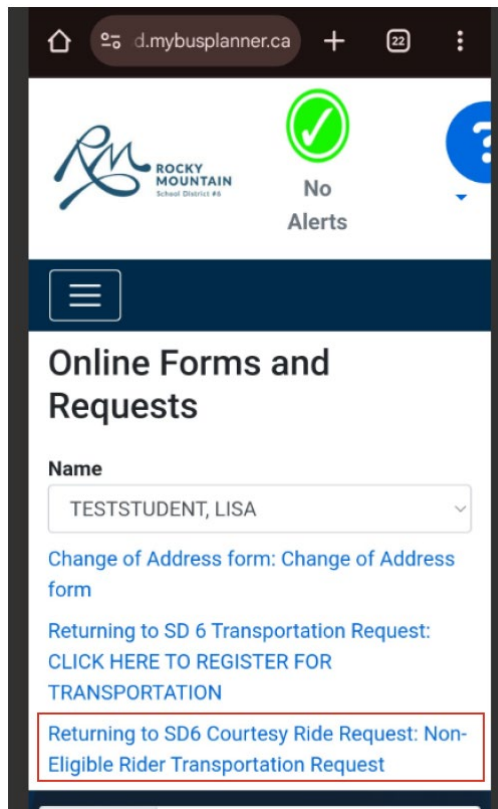 d.mybusplanner.ca
22
RM
ROCKY
MOUNTAIN
School District #6
No
Alerts
?
Online Forms and
Requests
Name
TESTSTUDENT, LISA
Change of Address form: Change of Address
form
Returning to SD 6 Transportation Request:
CLICK HERE TO REGISTER FOR
TRANSPORTATION
Returning to SD6 Courtesy Ride Request: Non-
Eligible Rider Transportation Request